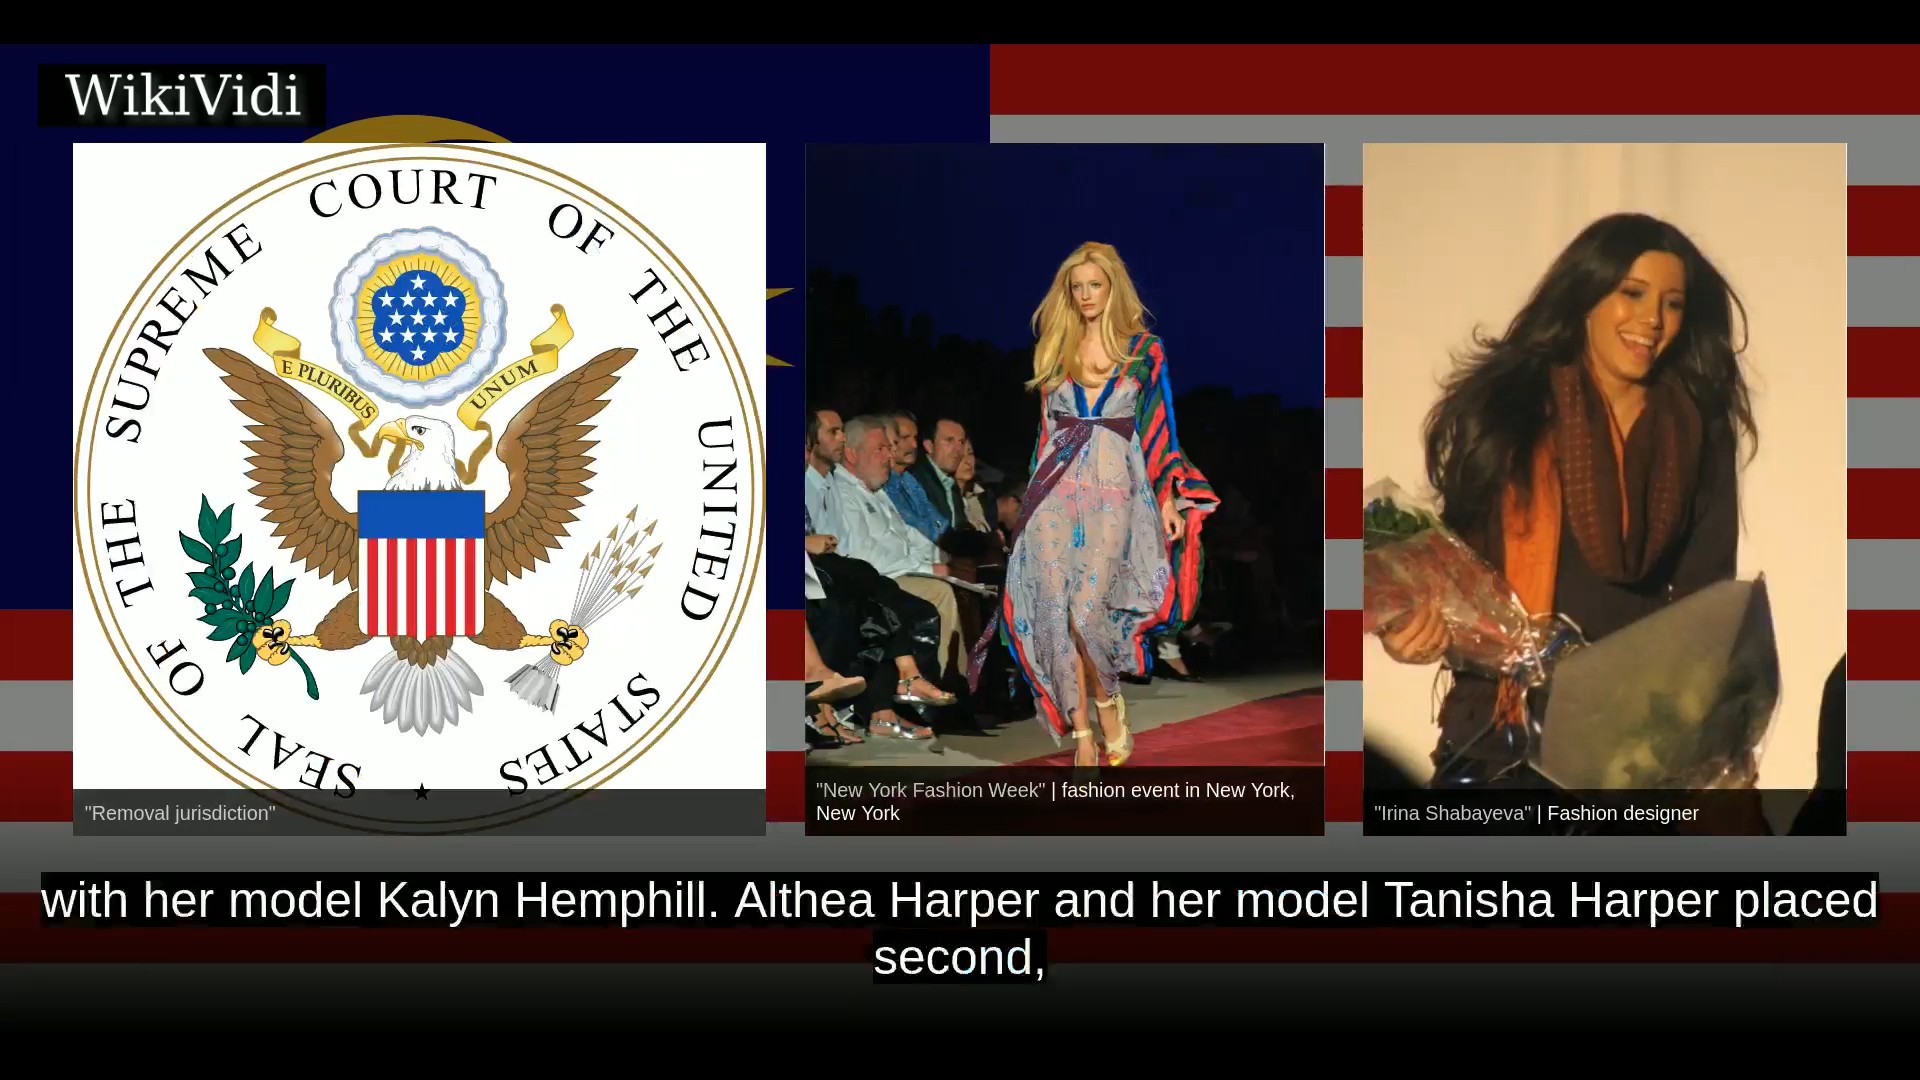 WikiVidi
SEAL OF THE SUPREME COURT OF THE UNITED STATES
E PLURIBUS UNUM
"Removal jurisdiction"
"New York Fashion Week" | fashion event in New York,
New York
"Irina Shabayeva" | Fashion designer
with her model Kalyn Hemphill. Althea Harper and her model Tanisha Harper placed
second,